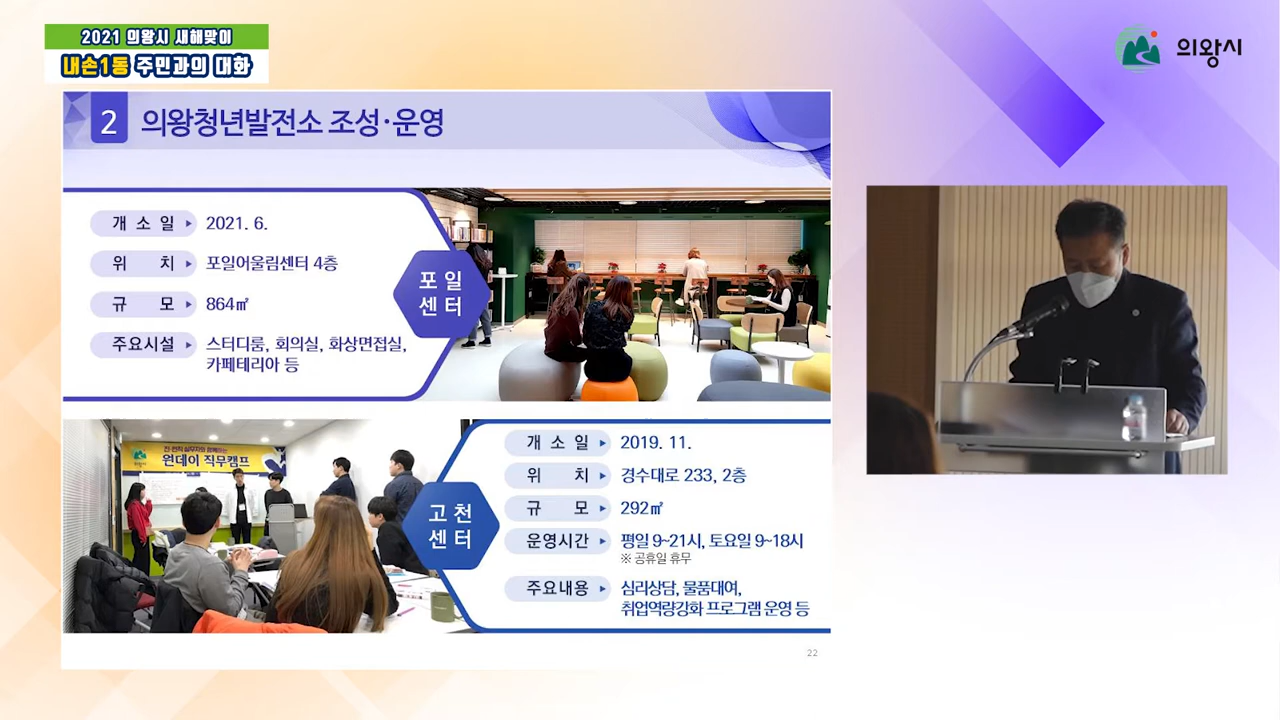 2021 의왕시 새해맞이
내손1동 주민과의 대화
의왕시
2 의왕청년발전소 조성·운영
개 소 일 ▸ 2021. 6.
위 치 ▸ 포일어울림센터 4층
규 모 ▸ 864㎡
주요시설 ▸ 스터디룸, 회의실, 화상면접실,
카페테리아 등
포 일
센 터
원데이 직무캠프
의왕시
고 천
센 터
개 소 일 ▸ 2019. 11.
위 치 ▸ 경수대로 233, 2층
규 모 ▸ 292㎡
운영시간 ▸ 평일 9~21시, 토요일 9~18시
※ 공휴일 휴무
주요내용 ▸ 심리상담, 물품대여,
취업역량강화 프로그램 운영 등
22